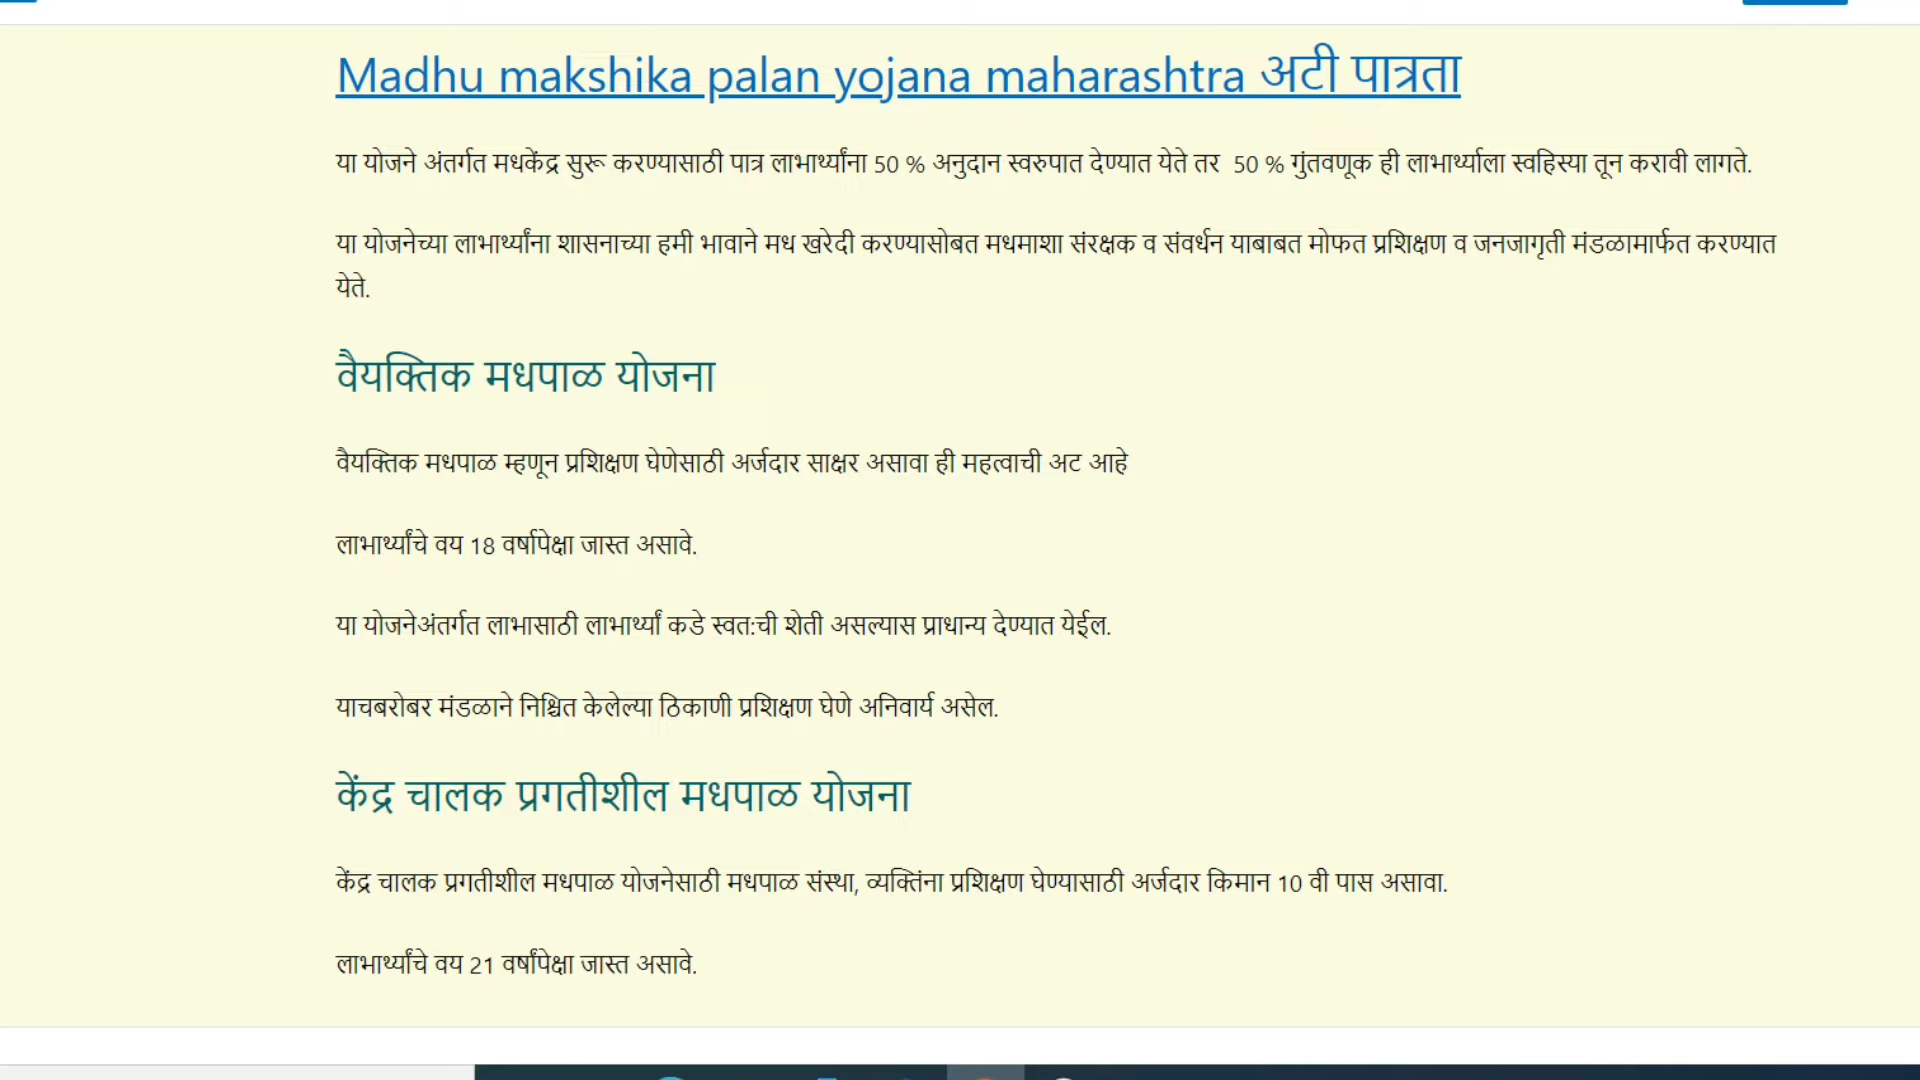 Madhu makshika palan yojana maharashtra अटी पात्रता
या योजने अंतर्गत मधकेंद्र सुरू करण्यासाठी पात्र लाभार्थ्यांना 50 % अनुदान स्वरुपात देण्यात येते तर 50 % गुंतवणूक ही लाभार्थ्याला स्वहिस्या तून करावी लागते.
या योजनेच्या लाभार्थ्यांना शासनाच्या हमी भावाने मध खरेदी करण्यासोबत मधमाशा संरक्षक व संवर्धन याबाबत मोफत प्रशिक्षण व जनजागृती मंडळामार्फत करण्यात
येते.
वैयक्तिक मधपाळ योजना
वैयक्तिक मधपाळ म्हणून प्रशिक्षण घेणेसाठी अर्जदार साक्षर असावा ही महत्वाची अट आहे
लाभार्थ्यांचे वय 18 वर्षापेक्षा जास्त असावे.
या योजनेअंतर्गत लाभासाठी लाभार्थ्यां कडे स्वत:ची शेती असल्यास प्राधान्य देण्यात येईल.
याचबरोबर मंडळाने निश्चित केलेल्या ठिकाणी प्रशिक्षण घेणे अनिवार्य असेल.
केंद्र चालक प्रगतीशील मधपाळ योजना
केंद्र चालक प्रगतीशील मधपाळ योजनेसाठी मधपाळ संस्था, व्यक्तिंना प्रशिक्षण घेण्यासाठी अर्जदार किमान 10 वी पास असावा.
लाभार्थ्यांचे वय 21 वर्षांपेक्षा जास्त असावे.